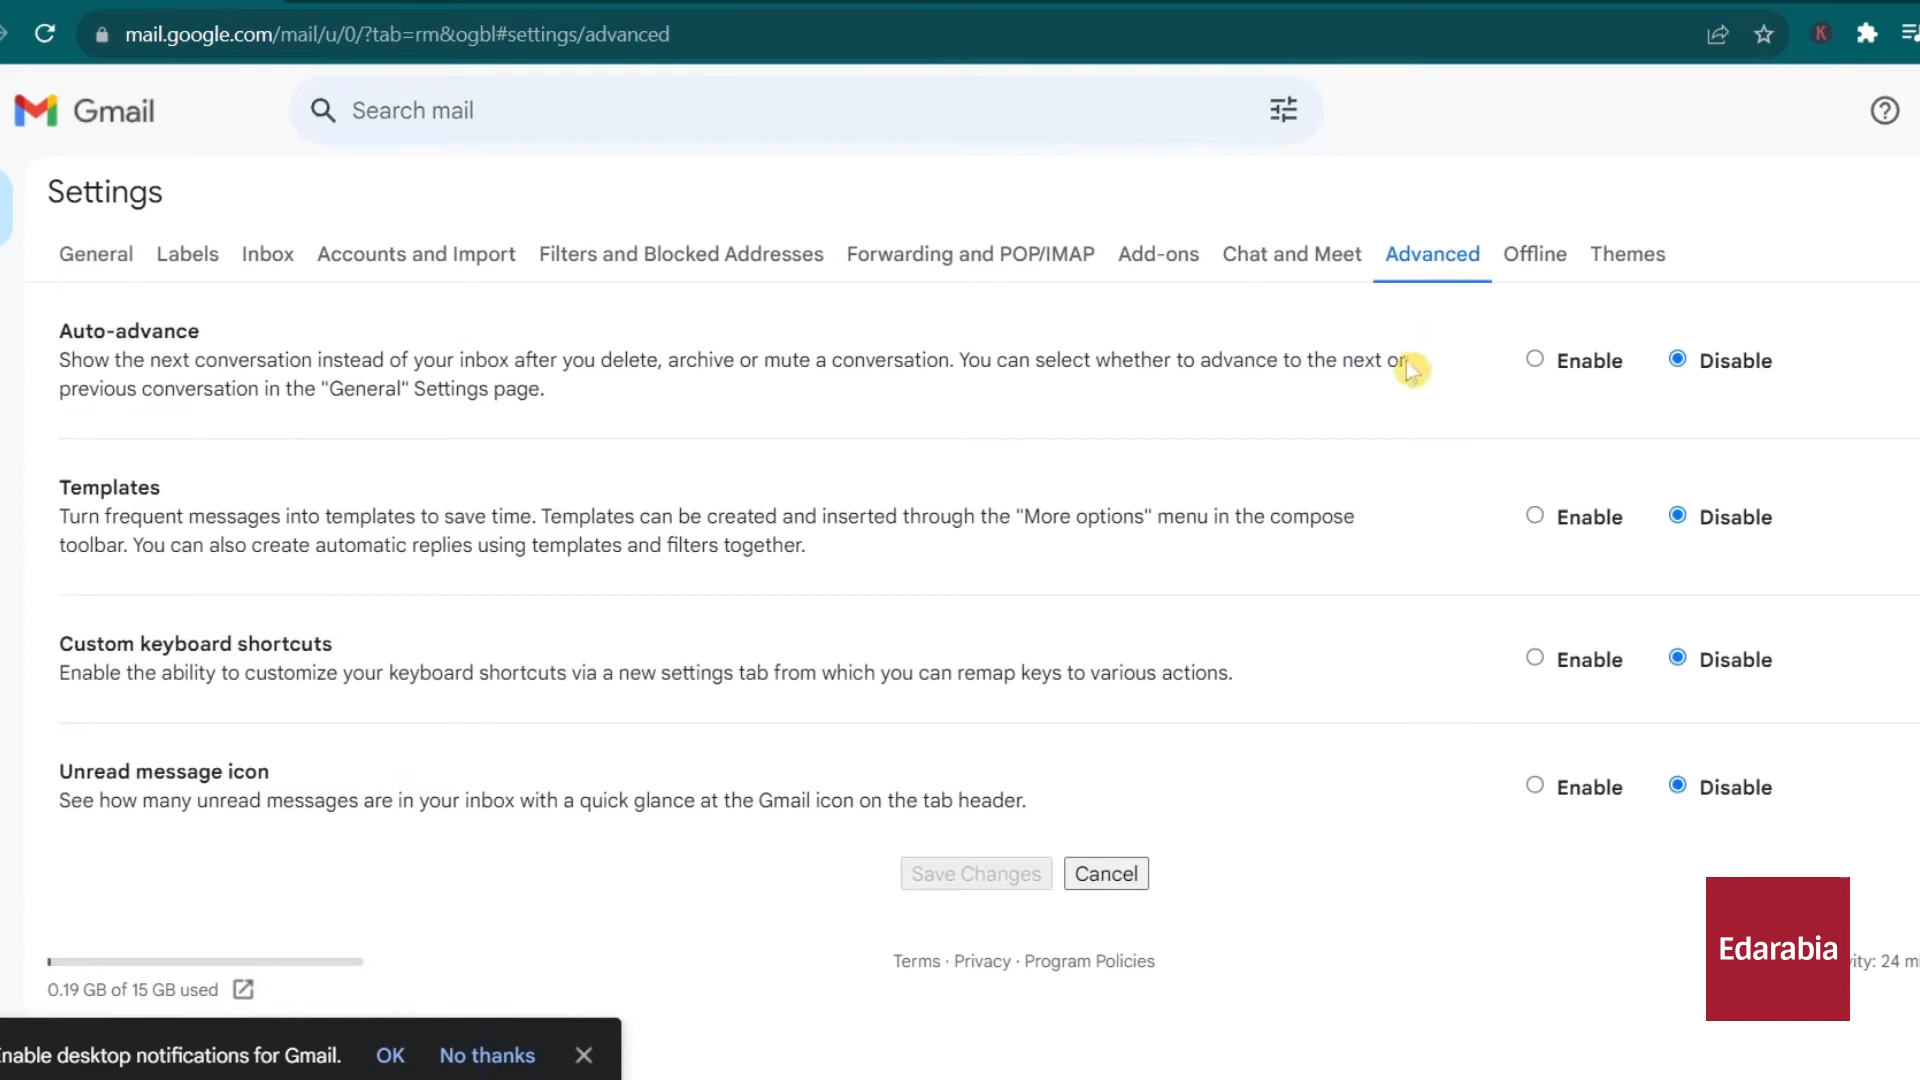 mail.google.com/mail/u/0/?tab=rm&ogbl#settings/advanced
K
Gmail
Search mail
Settings
General Labels Inbox Accounts and Import Filters and Blocked Addresses Forwarding and POP/IMAP Add-ons Chat and Meet Advanced Offline Themes
Auto-advance
Show the next conversation instead of your inbox after you delete, archive or mute a conversation. You can select whether to advance to the next or
previous conversation in the "General" Settings page.
Enable Disable
Templates
Turn frequent messages into templates to save time. Templates can be created and inserted through the "More options" menu in the compose
toolbar. You can also create automatic replies using templates and filters together.
Enable Disable
Custom keyboard shortcuts
Enable the ability to customize your keyboard shortcuts via a new settings tab from which you can remap keys to various actions.
Enable Disable
Unread message icon
See how many unread messages are in your inbox with a quick glance at the Gmail icon on the tab header.
Enable Disable
Save Changes Cancel
Edarabia
Terms · Privacy · Program Policies
0.19 GB of 15 GB used
desktop notifications for Gmail. OK No thanks